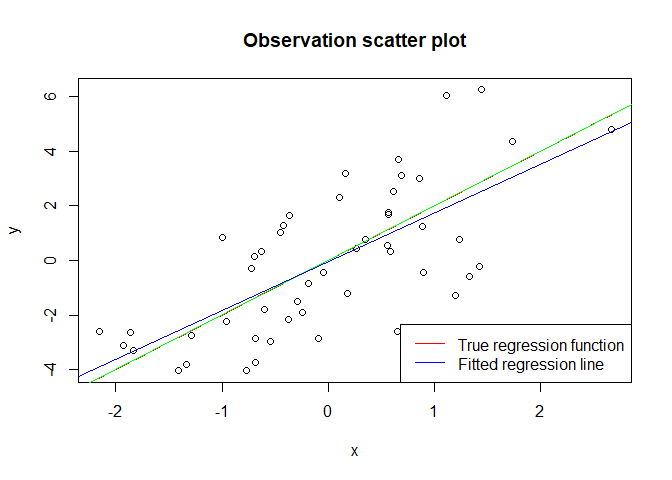 Observation scatter plot
6
4
2
0
-2
-4
y
True regression function
Fitted regression line
-2 -1 0 1 2
x